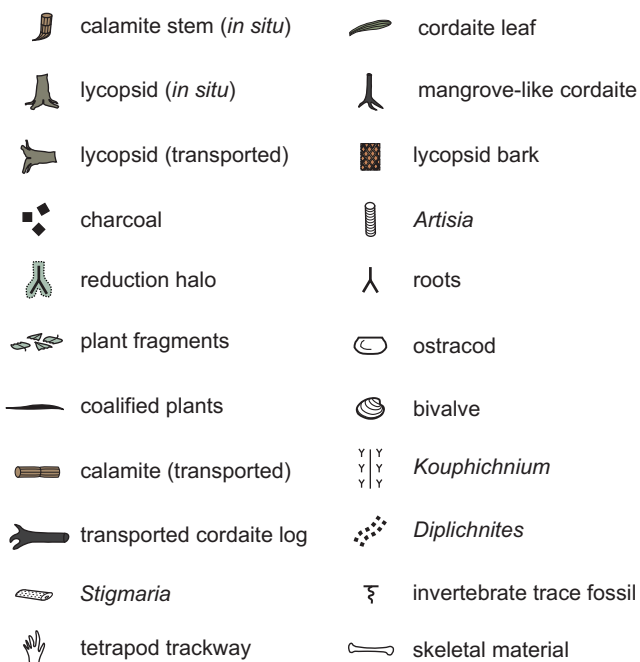 calamite stem (in situ)
lycopsid (in situ)
lycopsid (transported)
charcoal
reduction halo
plant fragments
coalified plants
calamite (transported)
transported cordaite log
Stigmaria
tetrapod trackway
cordaite leaf
mangrove-like cordaite
lycopsid bark
Artisia
roots
ostracod
bivalve
Kouphichnium
Diplichnites
invertebrate trace fossil
skeletal material